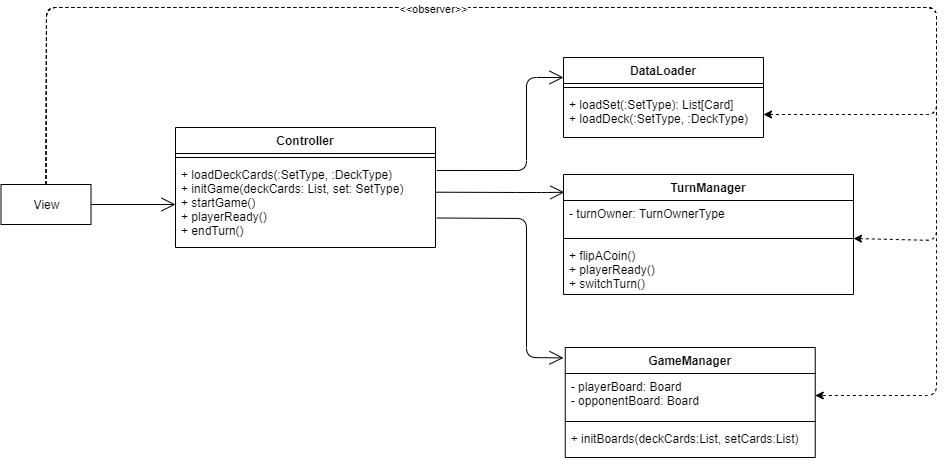 <<observer>>
View
Controller
+ loadDeckCards(:SetType, :DeckType)
+ initGame(deckCards: List, set: SetType)
+ startGame()
+ playerReady()
+ endTurn()
DataLoader
+ loadSet(:SetType): List[Card]
+ loadDeck(:SetType, :DeckType)
TurnManager
- turnOwner: TurnOwnerType
+ flipACoin()
+ playerReady()
+ switchTurn()
GameManager
- playerBoard: Board
- opponentBoard: Board
+ initBoards(deckCards:List, setCards:List)